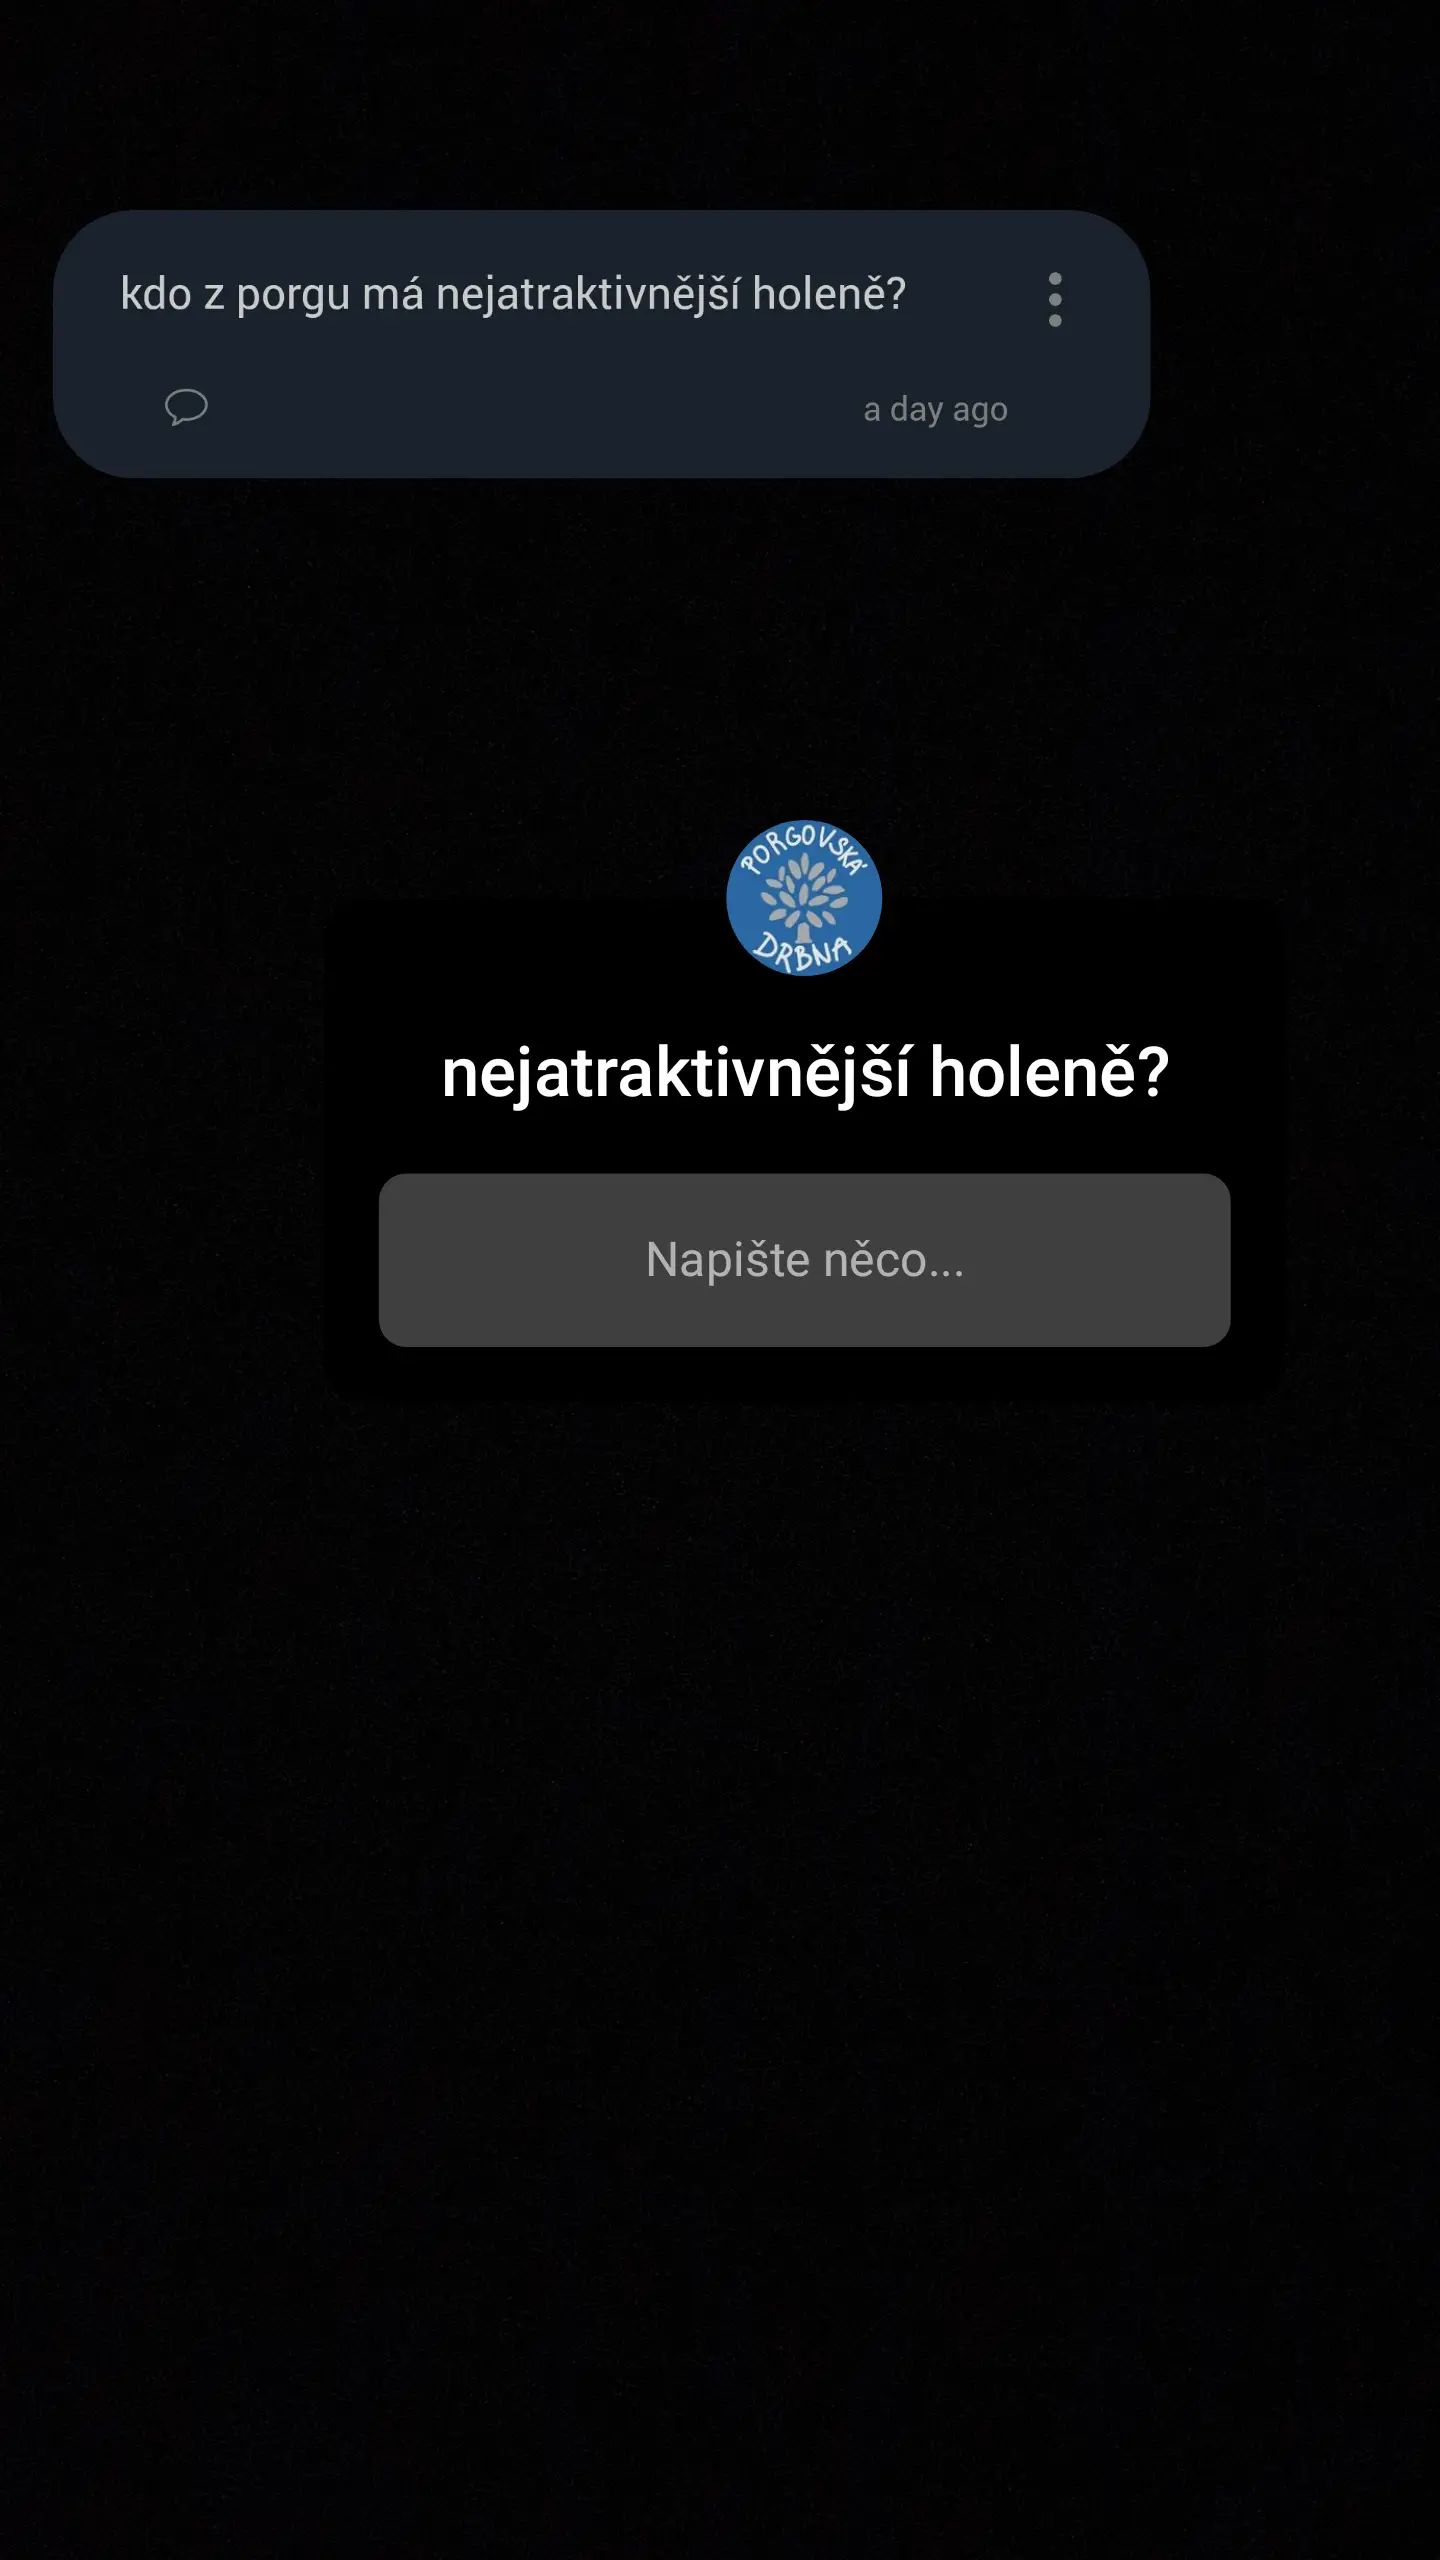 kdo z porgu má nejatraktivnější holeně?
a day ago
PORGOVSKÁ
DRBNA
nejatraktivnější holeně?
Napište něco...